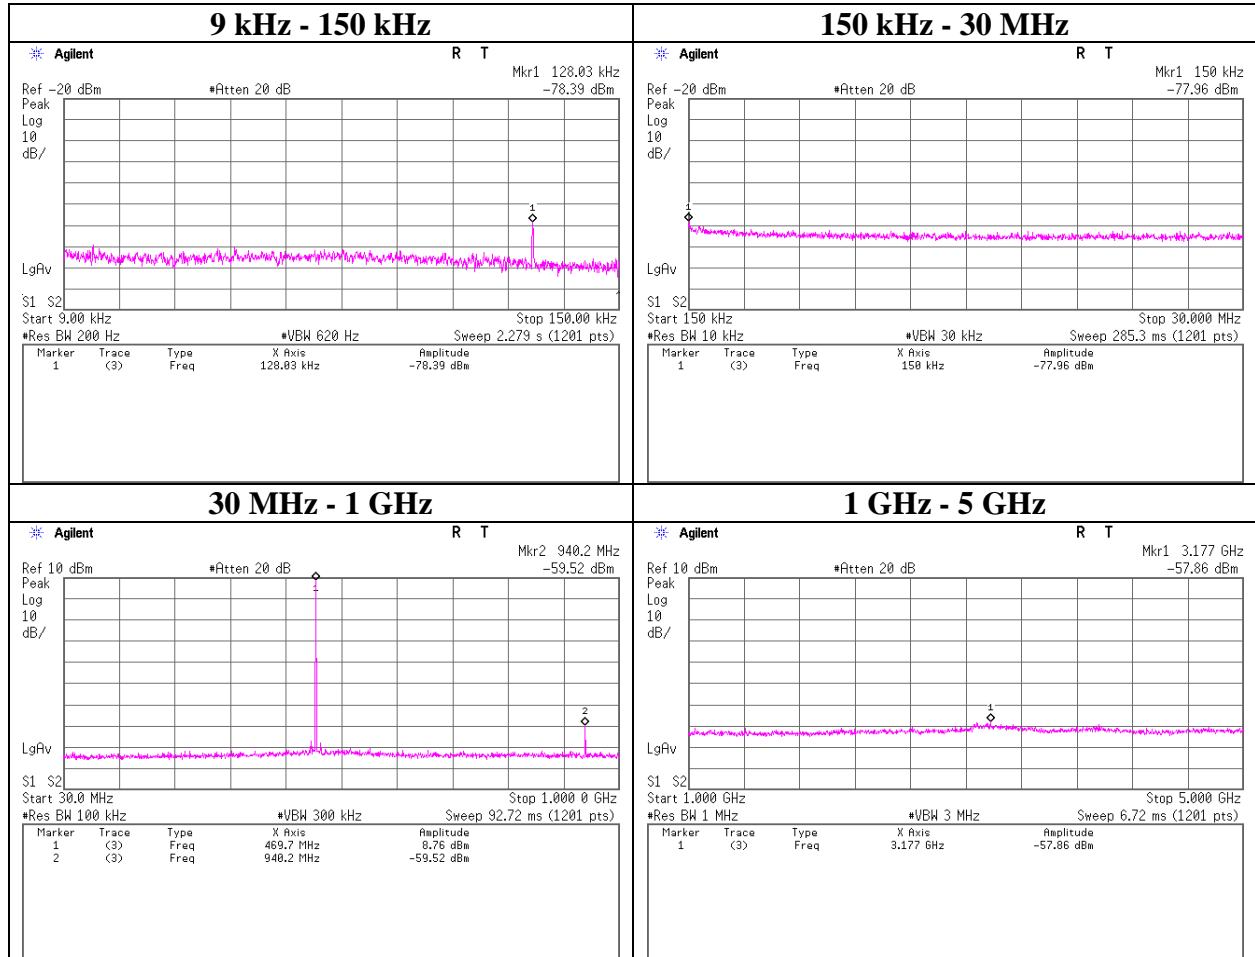 9 kHz - 150 kHz
Agilent R T
Mkr1 128.03 kHz
Ref -20 dBm #Atten 20 dB -78.39 dBm
Peak
Log
10
dB/
1
LgAv
S1 S2
Start 9.00 kHz Stop 150.00 kHz
#Res BW 200 Hz #VBW 620 Hz Sweep 2.279 s (1201 pts)
Marker Trace Type X Axis Amplitude
1 (3) Freq 128.03 kHz -78.39 dBm
150 kHz - 30 MHz
Agilent R T
Mkr1 150 kHz
Ref -20 dBm #Atten 20 dB -77.96 dBm
Peak
Log
10
dB/
1
LgAv
S1 S2
Start 150 kHz Stop 30.000 MHz
#Res BW 10 kHz #VBW 30 kHz Sweep 285.3 ms (1201 pts)
Marker Trace Type X Axis Amplitude
1 (3) Freq 150 kHz -77.96 dBm
30 MHz - 1 GHz
Agilent R T
Mkr2 940.2 MHz
Ref 10 dBm #Atten 20 dB -59.52 dBm
Peak
Log
10
dB/
1
2
LgAv
S1 S2
Start 30.0 MHz Stop 1.000 0 GHz
#Res BW 100 kHz #VBW 300 kHz Sweep 92.72 ms (1201 pts)
Marker Trace Type X Axis Amplitude
1 (3) Freq 469.7 MHz 8.76 dBm
2 (3) Freq 940.2 MHz -59.52 dBm
1 GHz - 5 GHz
Agilent R T
Mkr1 3.177 GHz
Ref 10 dBm #Atten 20 dB -57.86 dBm
Peak
Log
10
dB/
1
LgAv
S1 S2
Start 1.000 GHz Stop 5.000 GHz
#Res BW 1 MHz #VBW 3 MHz Sweep 6.72 ms (1201 pts)
Marker Trace Type X Axis Amplitude
1 (3) Freq 3.177 GHz -57.86 dBm